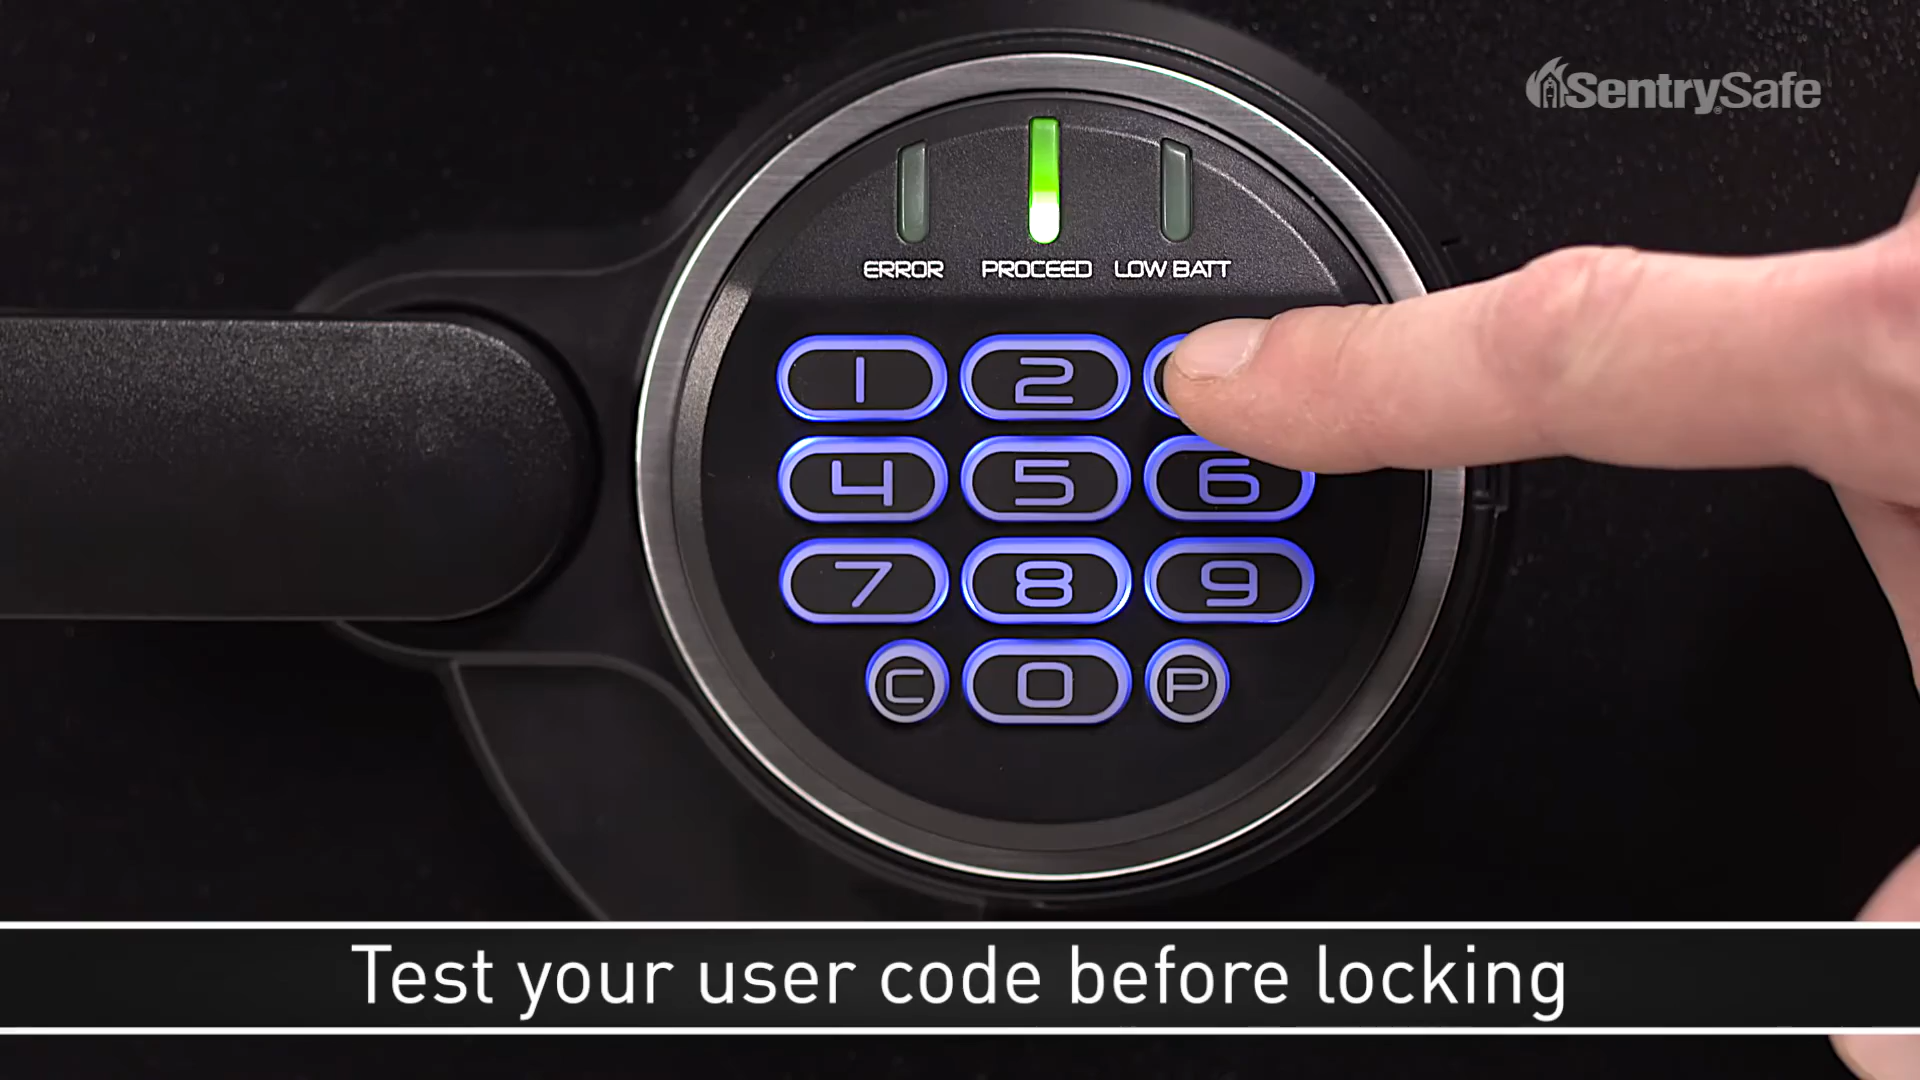 SentrySafe
ERROR PROCEED LOW BATT
1 2
4 5 6
7 8 9
C 0 P
Test your user code before locking